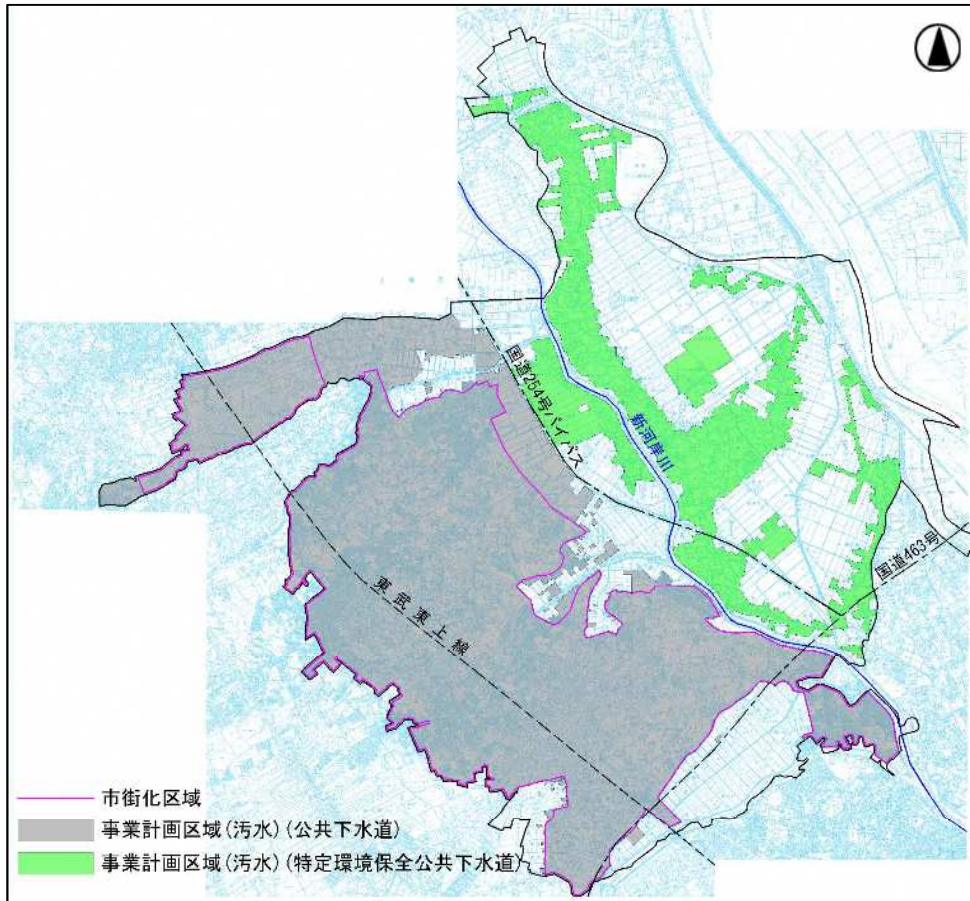 国道254号バイパス
新河岸川
国道463号
東武東上線
市街化区域
事業計画区域(汚水)(公共下水道)
事業計画区域(汚水)(特定環境保全公共下水道)